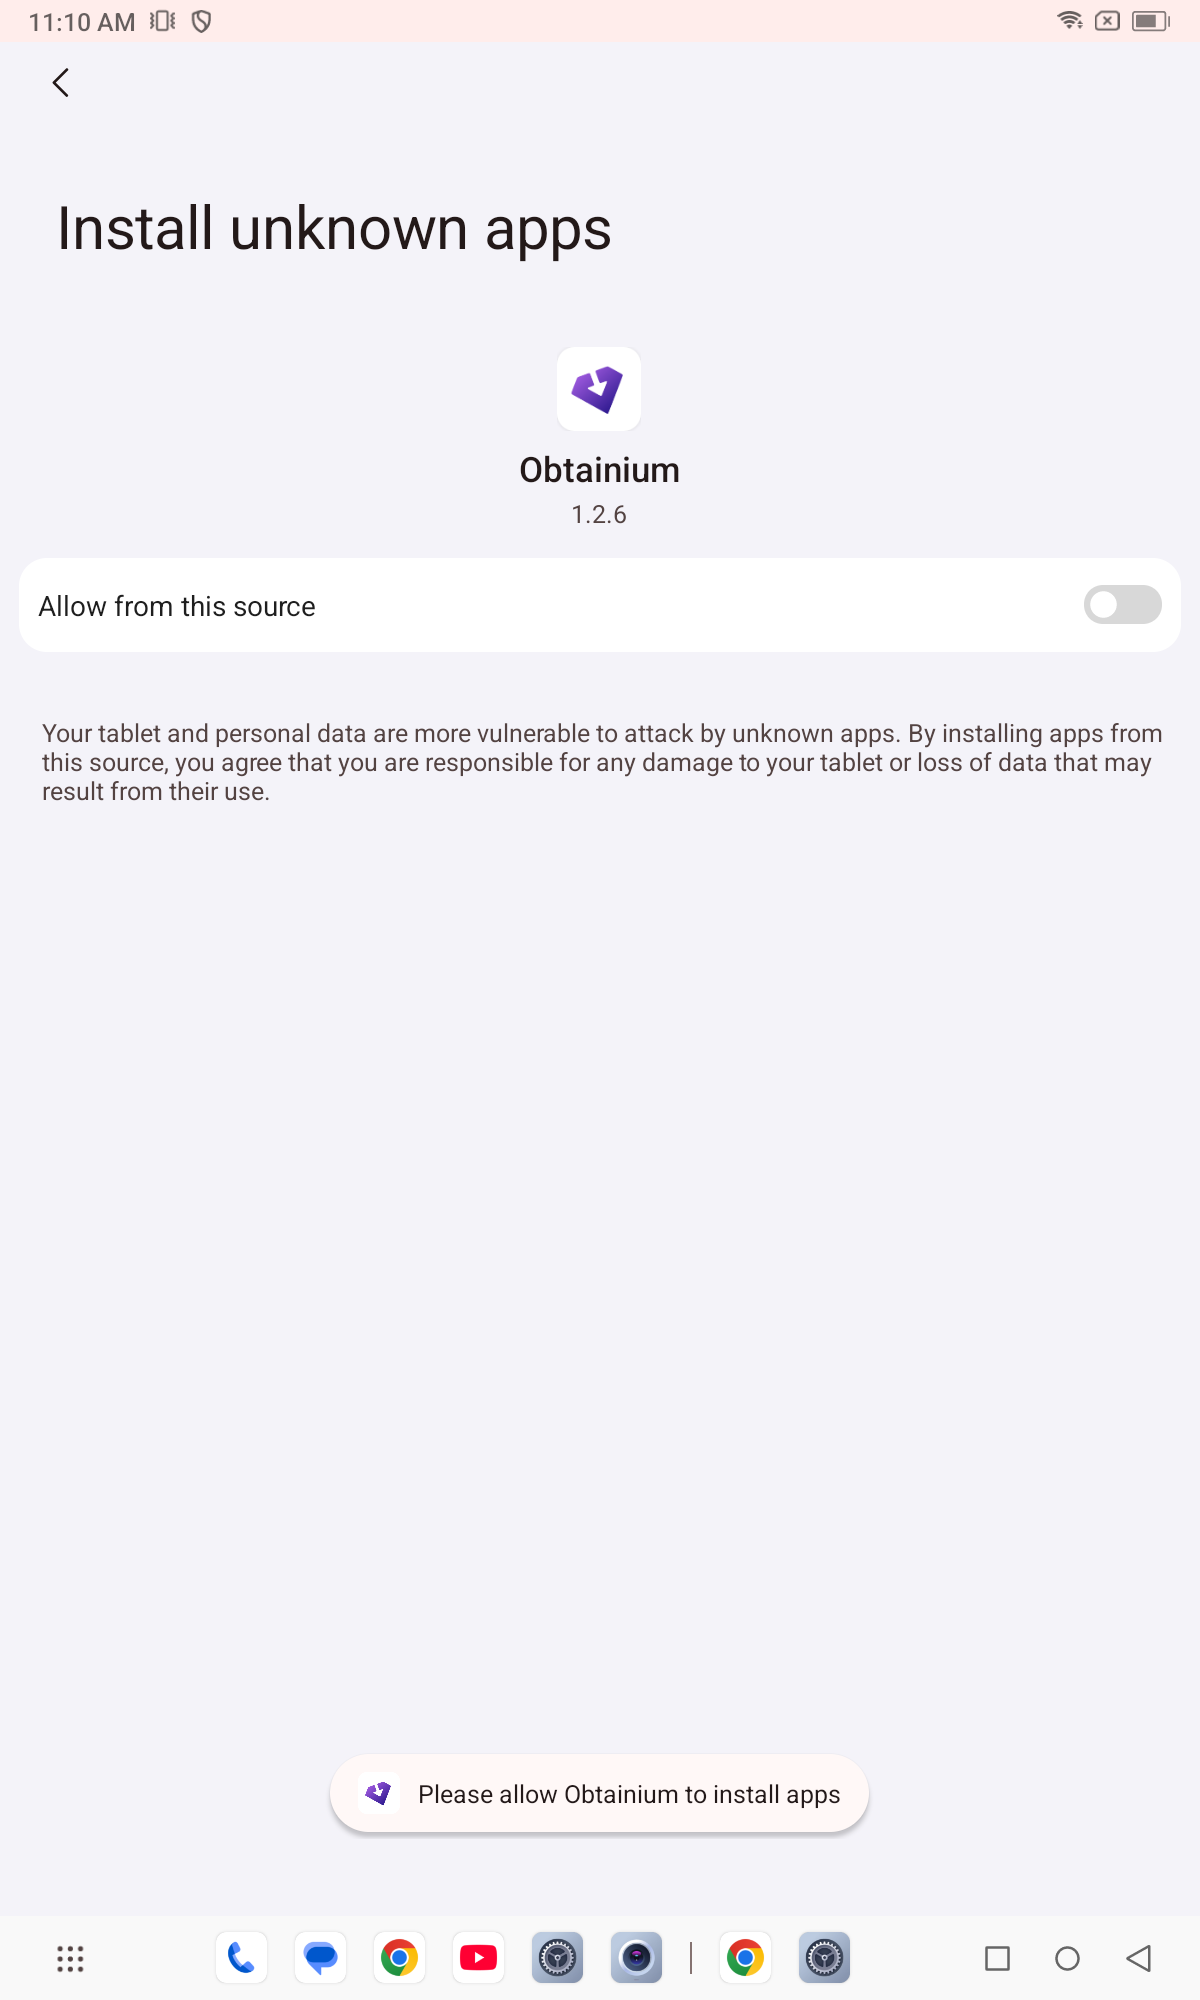 11:10 AM
Install unknown apps
Obtainium
1.2.6
Allow from this source
Your tablet and personal data are more vulnerable to attack by unknown apps. By installing apps from
this source, you agree that you are responsible for any damage to your tablet or loss of data that may
result from their use.
Please allow Obtainium to install apps